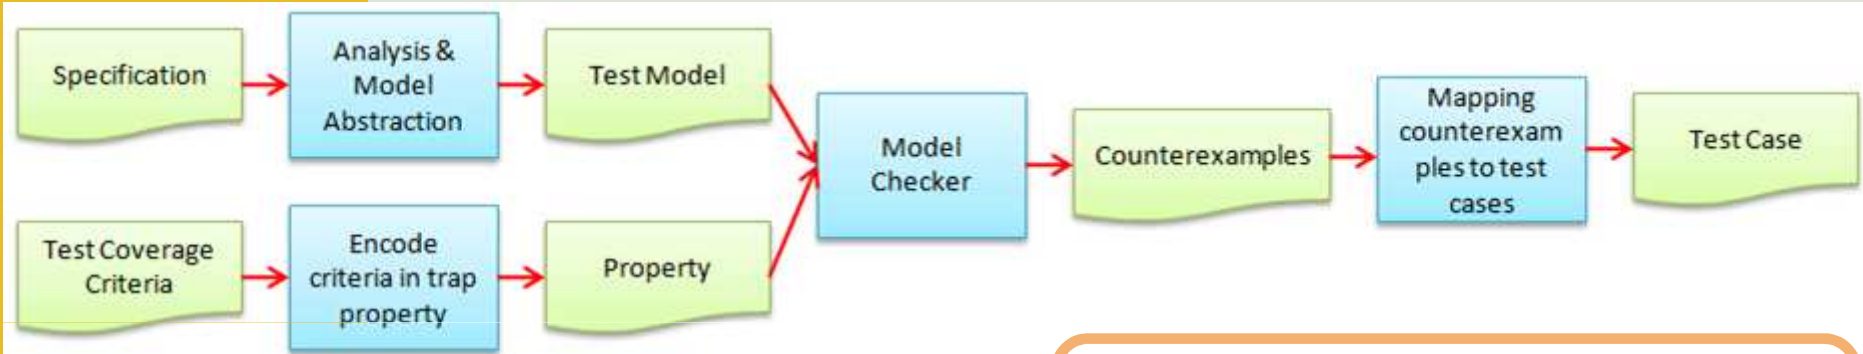 Specification
Analysis &
Model
Abstraction
Test Model
Test Coverage
Criteria
Encode
criteria in trap
property
Property
Model
Checker
Counterexamples
Mapping
counterexam
ples to test
cases
Test Case